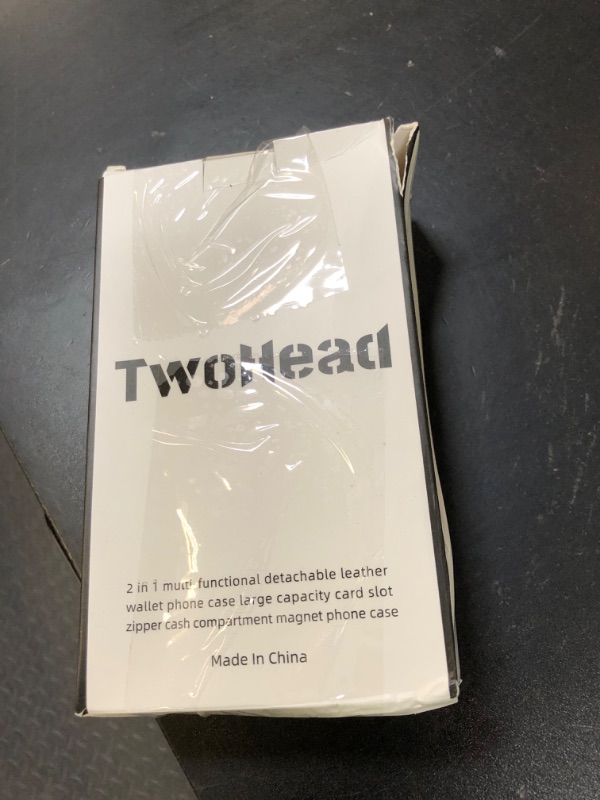 TwoHead
2 in 1 multi functional detachable leather
wallet phone case large capacity card slot
zipper cash compartment magnet phone case
Made In China